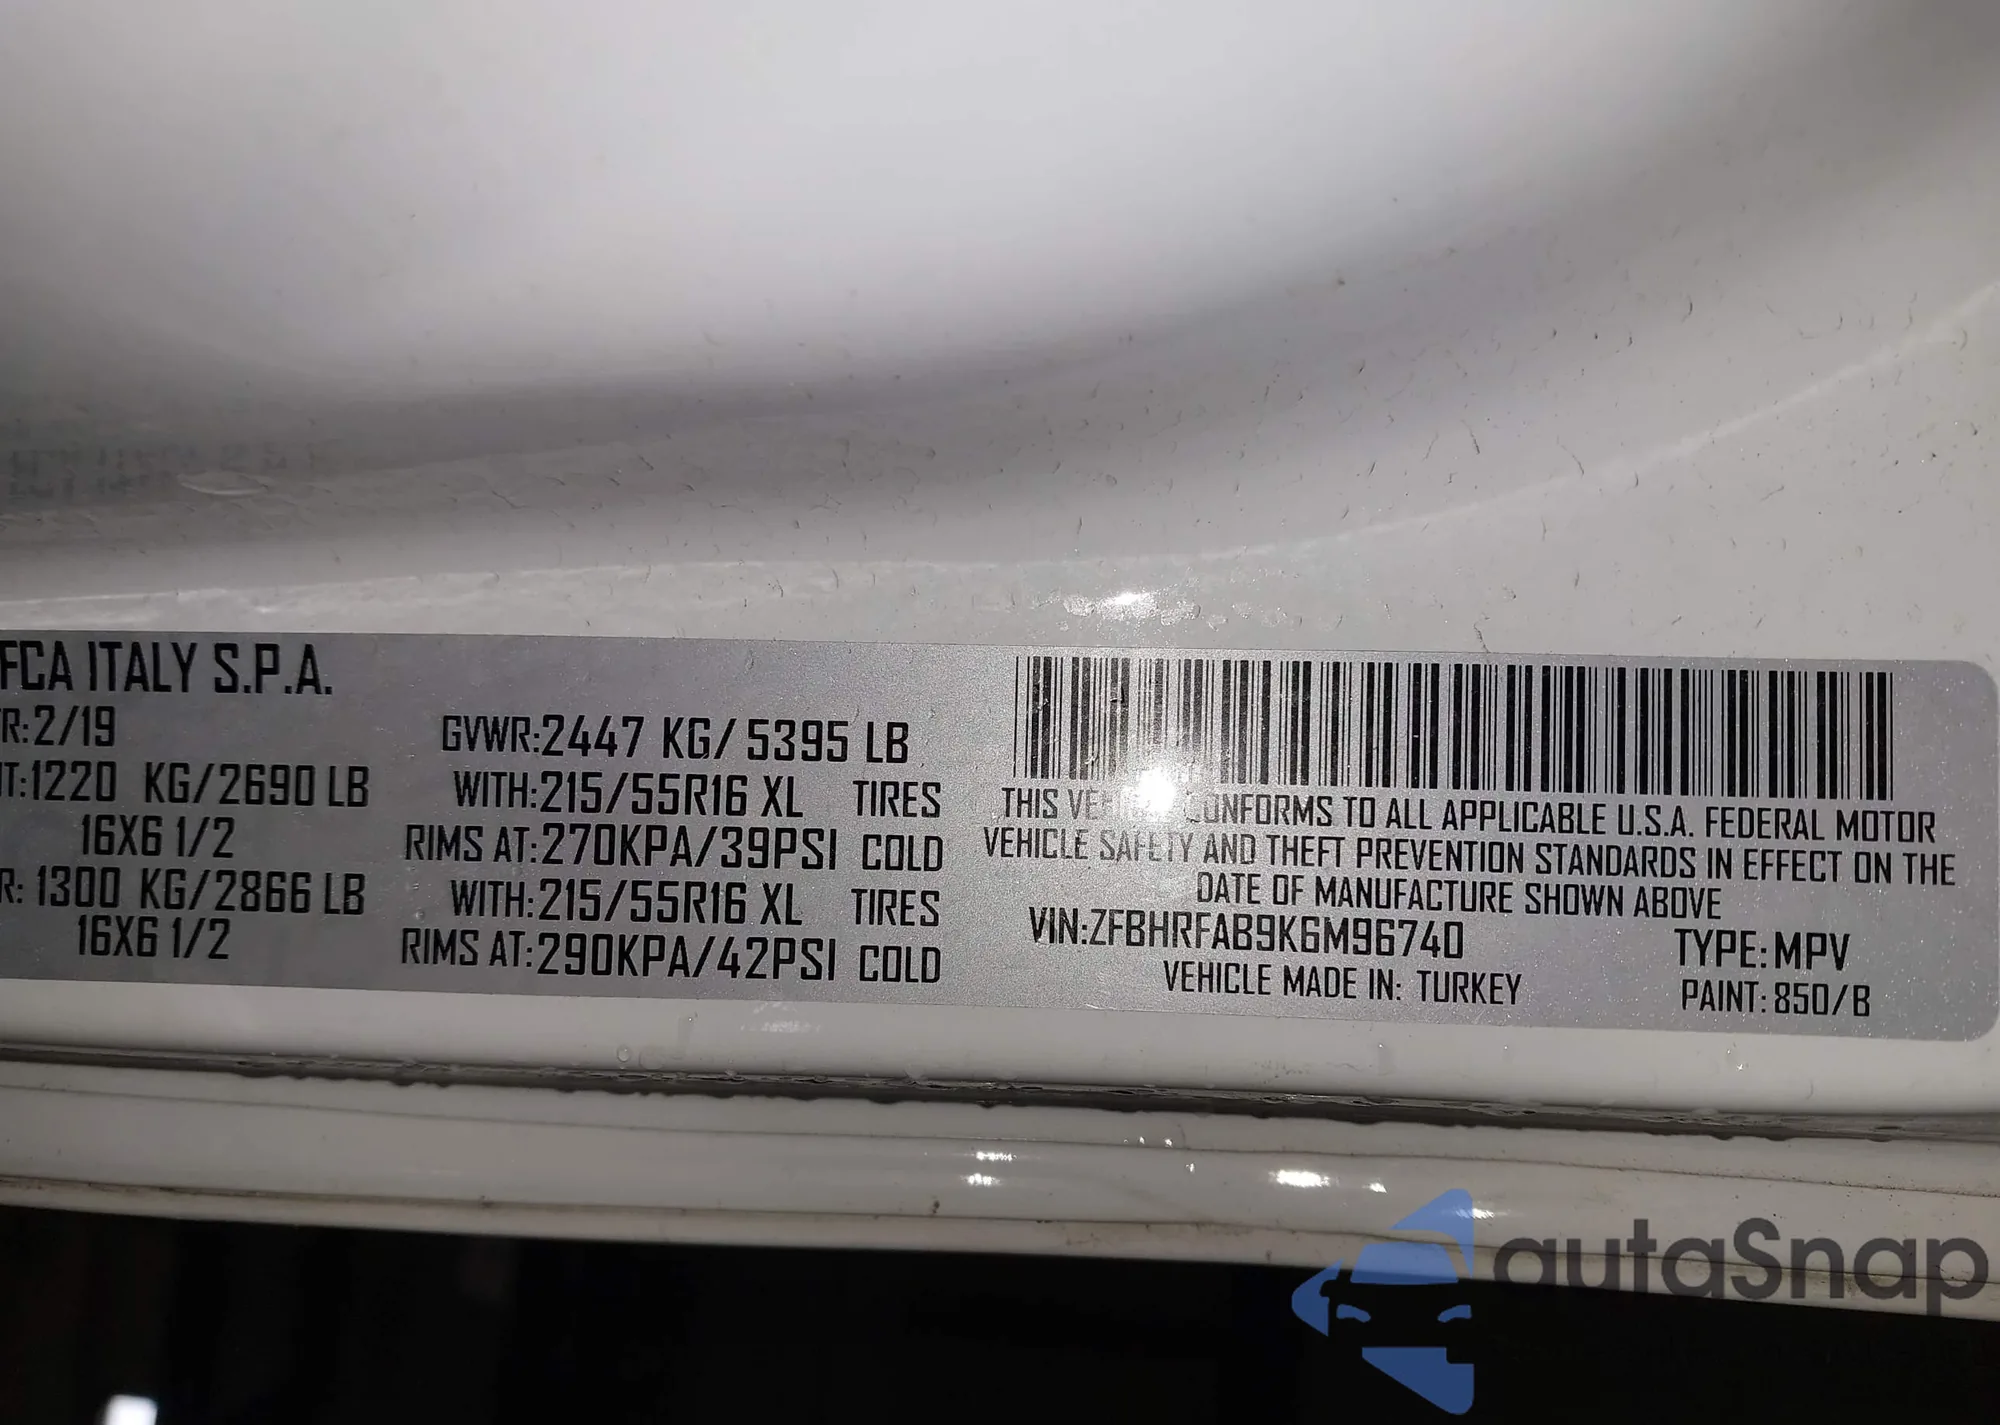 FCA ITALY S.P.A.
R:2/19
GVWR:2447 KG/ 5395 LB
T:1220 KG/2690 LB
WITH:215/55R16 XL TIRES
16X6 1/2
RIMS AT:270KPA/39PSI COLD
R: 1300 KG/2866 LB
WITH:215/55R16 XL TIRES
16X6 1/2
RIMS AT:290KPA/42PSI COLD
THIS CONFORMS TO ALL APPLICABLE U.S.A. FEDERAL MOTOR
VEHICLE SAFETY AND THEFT PREVENTION STANDARDS IN EFFECT ON THE
DATE OF MANUFACTURE SHOWN ABOVE
VIN:ZFBHRFAB9K6M96740
TYPE:MPV
VEHICLE MADE IN: TURKEY
PAINT:850/B
autaSnap